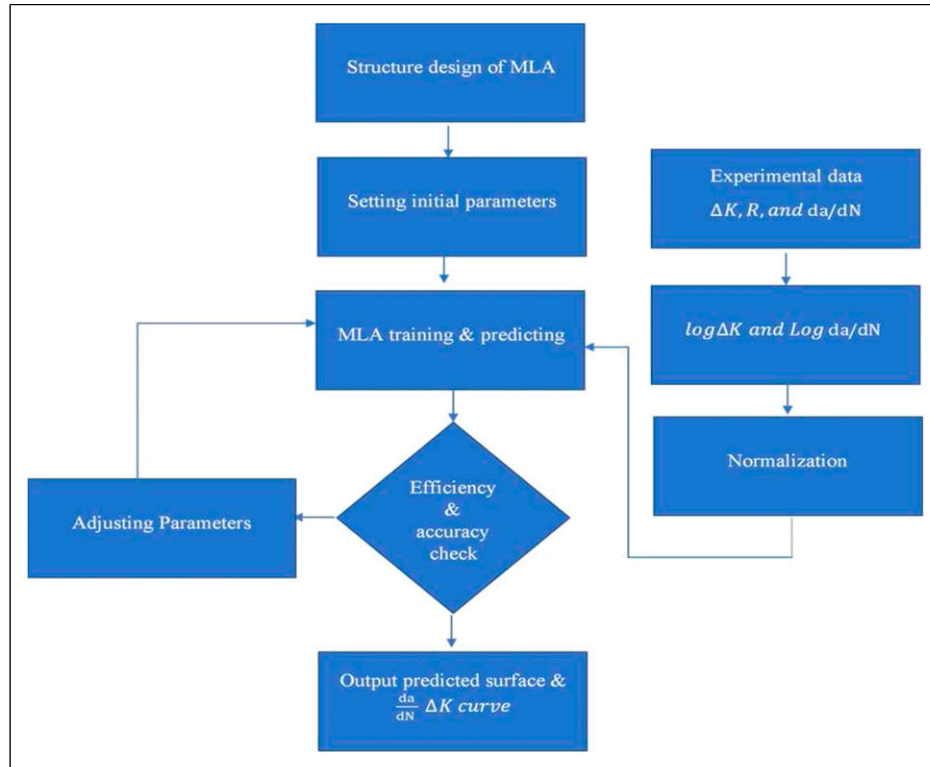 Structure design of MLA
Setting initial parameters
Experimental data
ΔK, R, and da/dN
MLA training & predicting
logΔK and Log da/dN
Normalization
Efficiency
&
accuracy
check
Adjusting Parameters
Output predicted surface &
da/dN ΔK curve